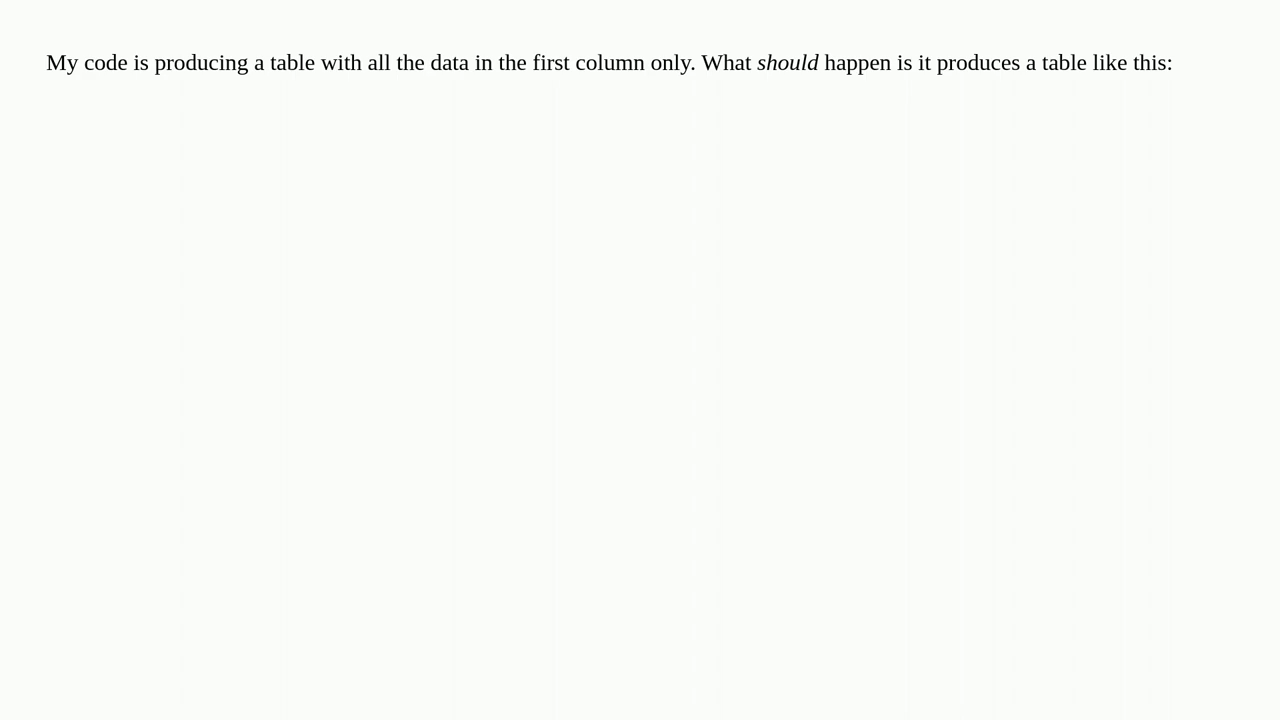 My code is producing a table with all the data in the first column only. What should happen is it produces a table like this: